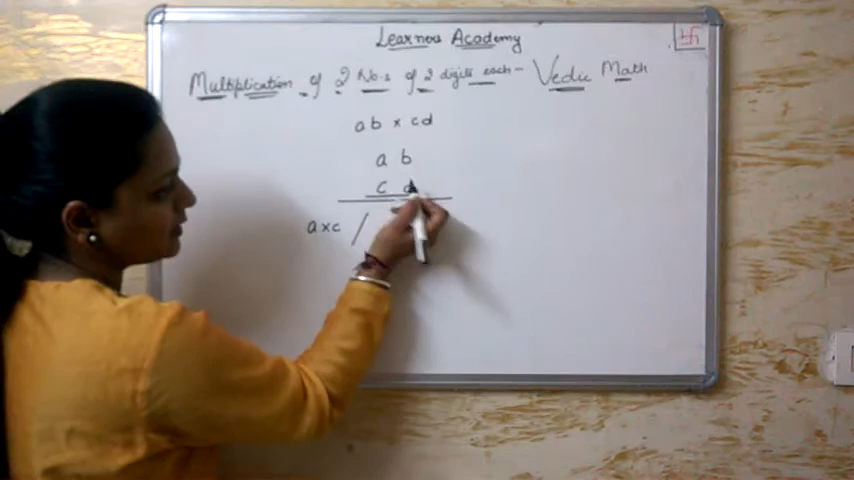 Learners Academy
Multiplication of 2 No.s of 2 digits each - Vedic Math
ab × cd
a b
c d
a×c /